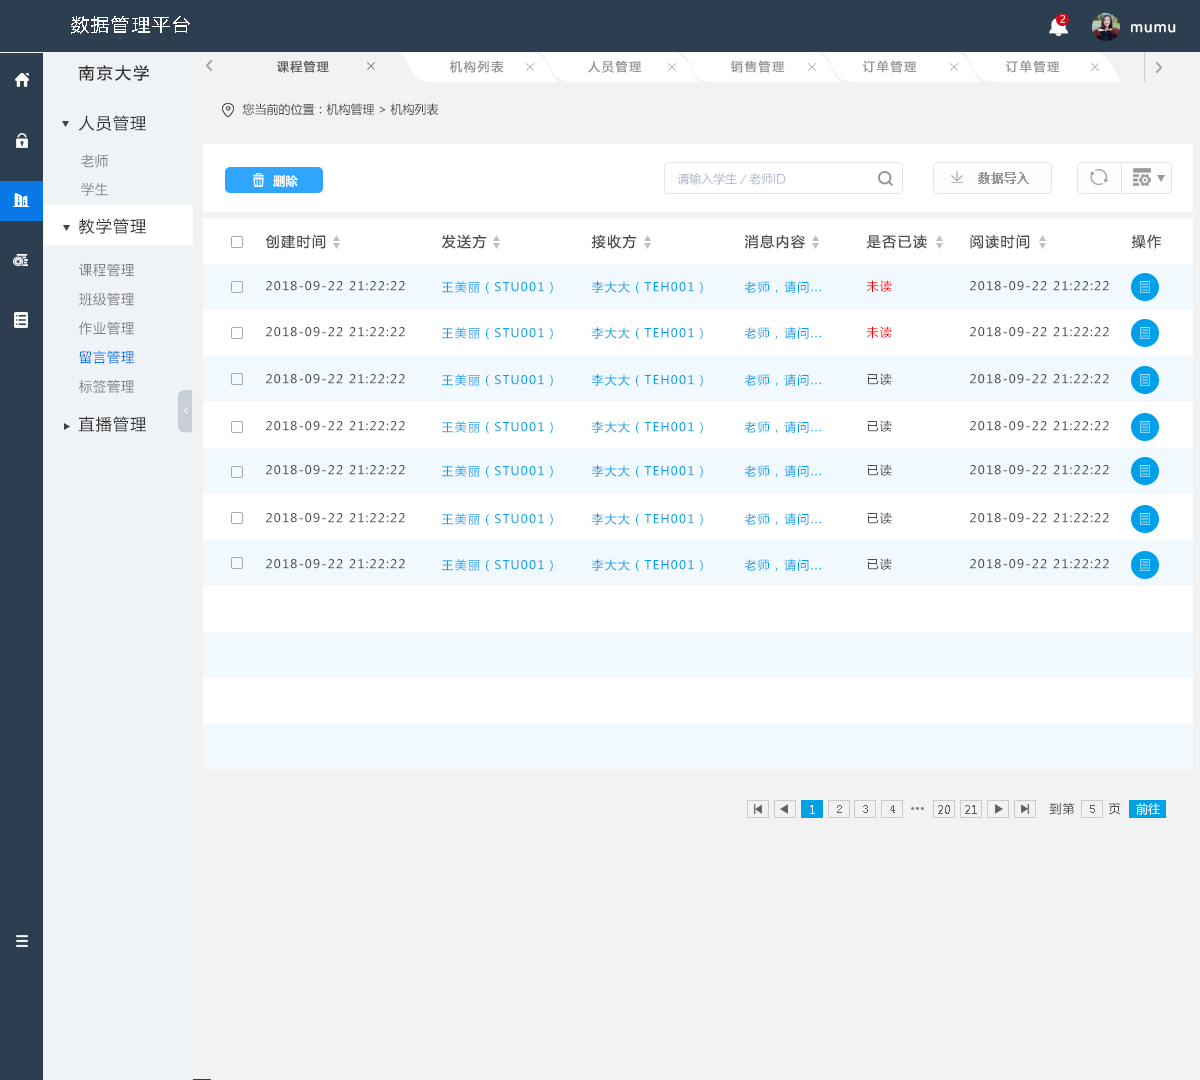 数据管理平台
2
mumu
南京大学
人员管理
老师
学生
教学管理
课程管理
班级管理
作业管理
留言管理
标签管理
直播管理
课程管理 机构列表 人员管理 销售管理 订单管理 订单管理
您当前的位置：机构管理 > 机构列表
删除 请输入学生 / 老师ID 数据导入
创建时间 发送方 接收方 消息内容 是否已读 阅读时间 操作
2018-09-22 21:22:22 王美丽（STU001） 李大大（TEH001） 老师，请问... 未读 2018-09-22 21:22:22
2018-09-22 21:22:22 王美丽（STU001） 李大大（TEH001） 老师，请问... 未读 2018-09-22 21:22:22
2018-09-22 21:22:22 王美丽（STU001） 李大大（TEH001） 老师，请问... 已读 2018-09-22 21:22:22
2018-09-22 21:22:22 王美丽（STU001） 李大大（TEH001） 老师，请问... 已读 2018-09-22 21:22:22
2018-09-22 21:22:22 王美丽（STU001） 李大大（TEH001） 老师，请问... 已读 2018-09-22 21:22:22
2018-09-22 21:22:22 王美丽（STU001） 李大大（TEH001） 老师，请问... 已读 2018-09-22 21:22:22
2018-09-22 21:22:22 王美丽（STU001） 李大大（TEH001） 老师，请问... 已读 2018-09-22 21:22:22
1 2 3 4 ••• 20 21 到第 5 页 前往